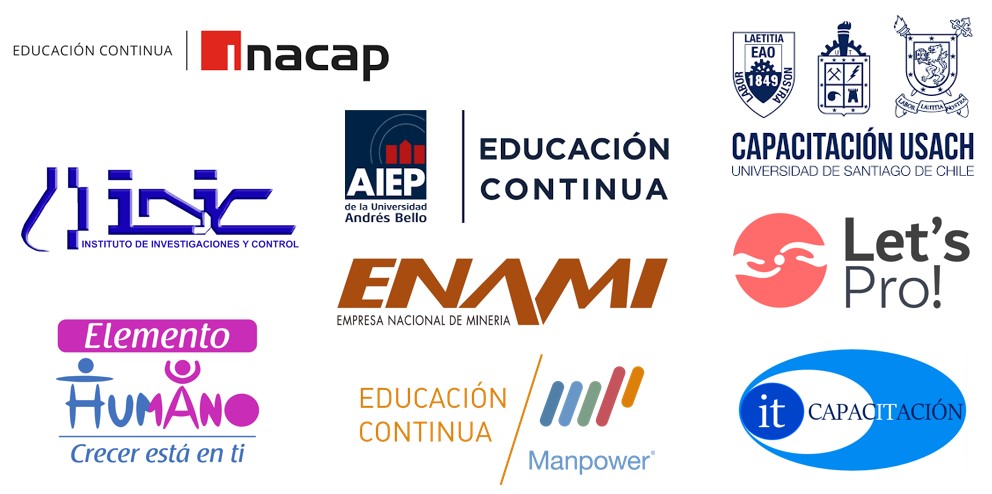 EDUCACIÓN CONTINUA
inacap
INIC
INSTITUTO DE INVESTIGACIONES Y CONTROL
Elemento
HUMANO
Crecer está en ti
AIEP
de la Universidad
Andrés Bello
EDUCACIÓN
CONTINUA
ENAMI
EMPRESA NACIONAL DE MINERIA
EDUCACIÓN
CONTINUA
Manpower®
LAETITIA
EAO
1849
LABOR
NOSTRA
LABOR LAETITIA NOSTRA
CAPACITACIÓN USACH
UNIVERSIDAD DE SANTIAGO DE CHILE
Let's
Pro!
it CAPACITACIÓN